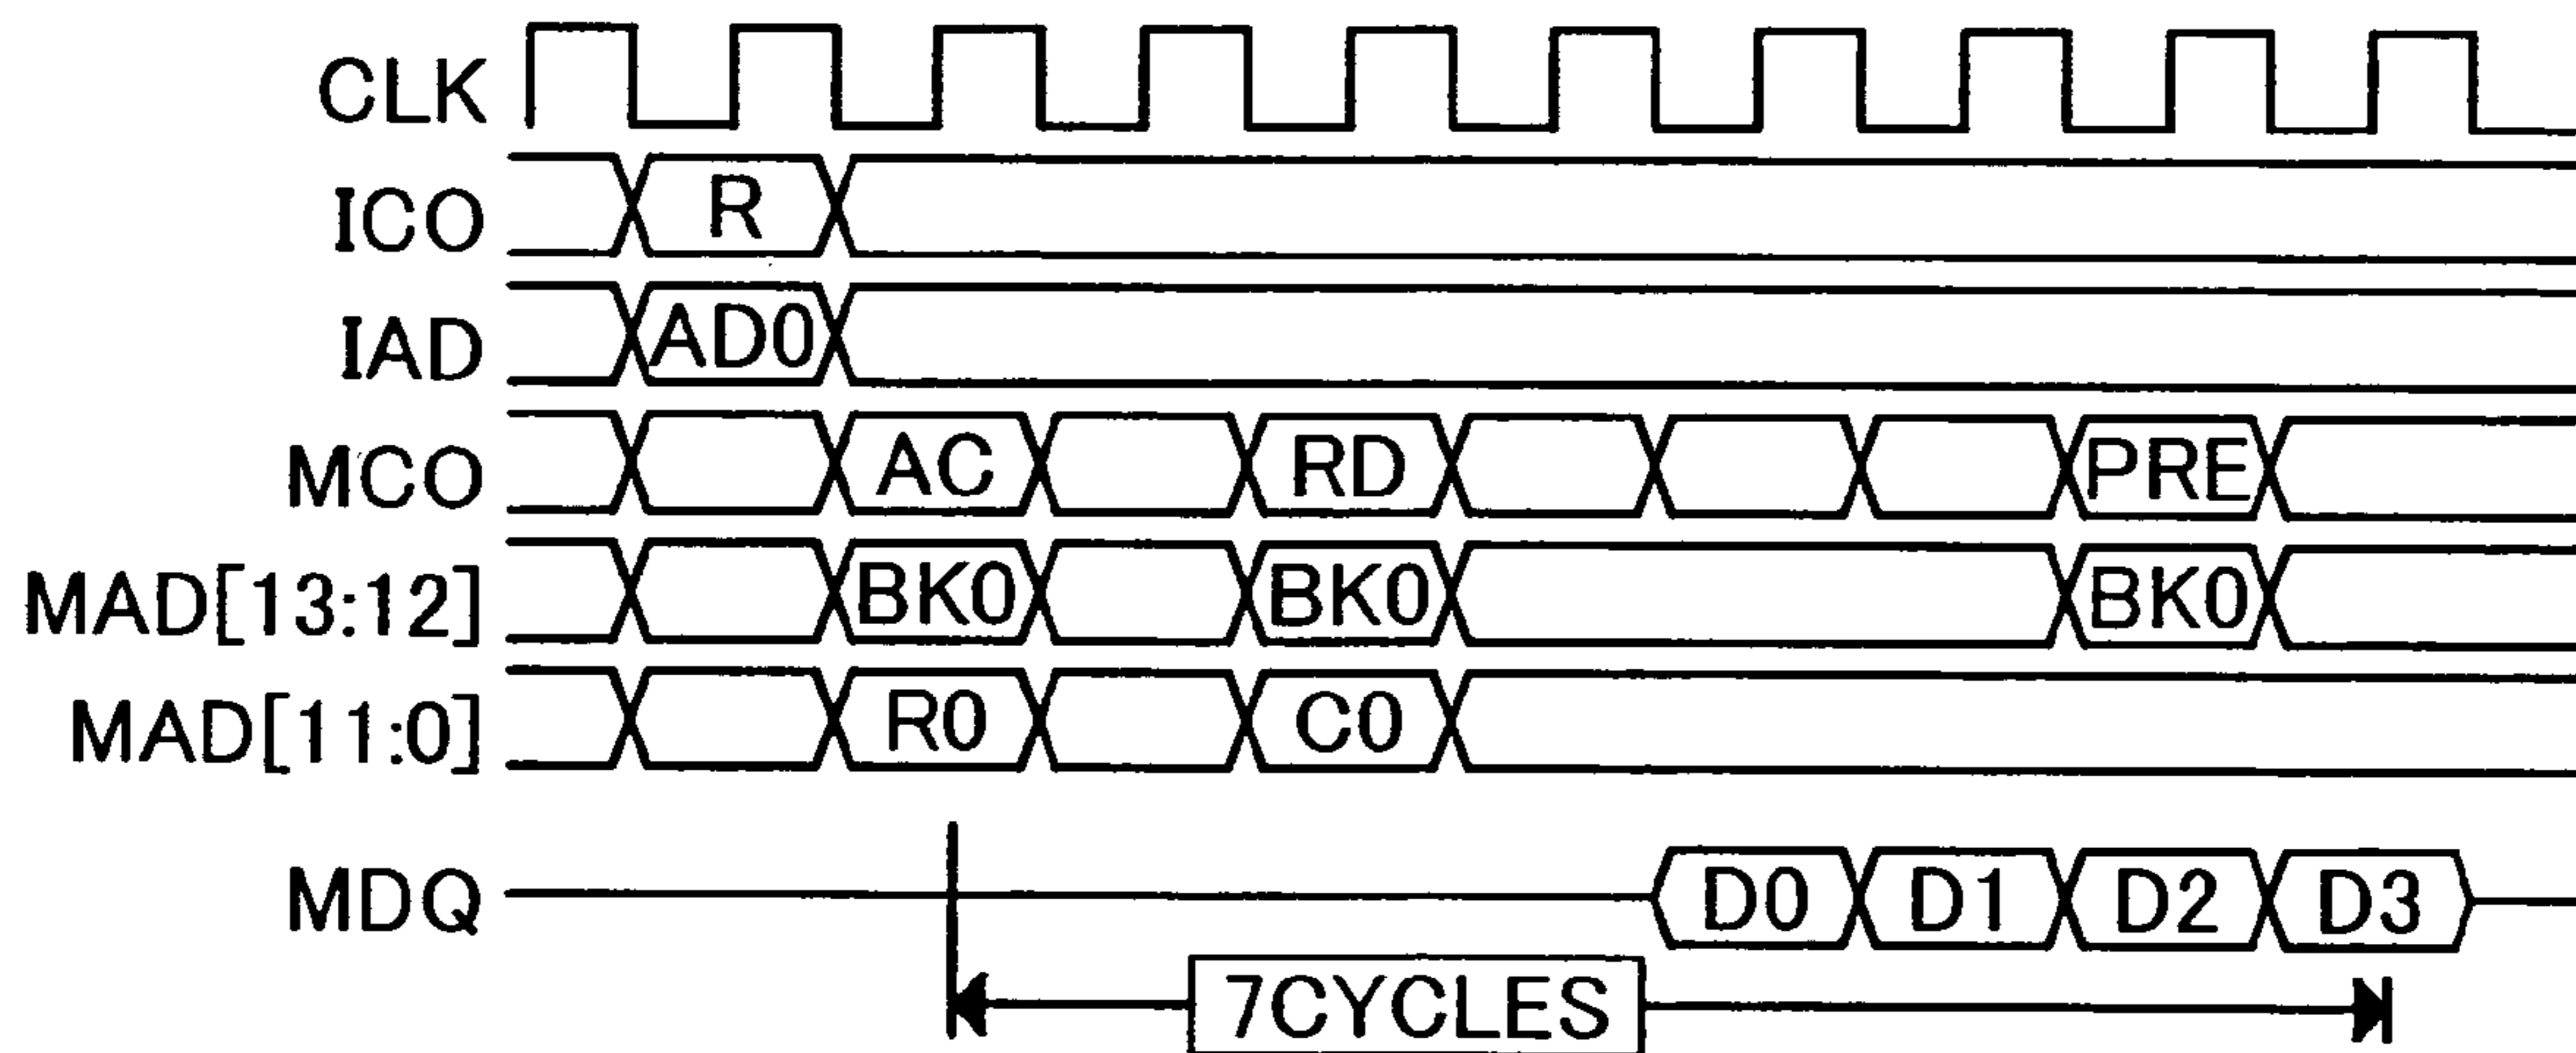 CLK
ICO R
IAD AD0
MCO AC RD PRE
MAD[13:12] BK0 BK0 BK0
MAD[11:0] R0 C0
MDQ D0 D1 D2 D3
7CYCLES